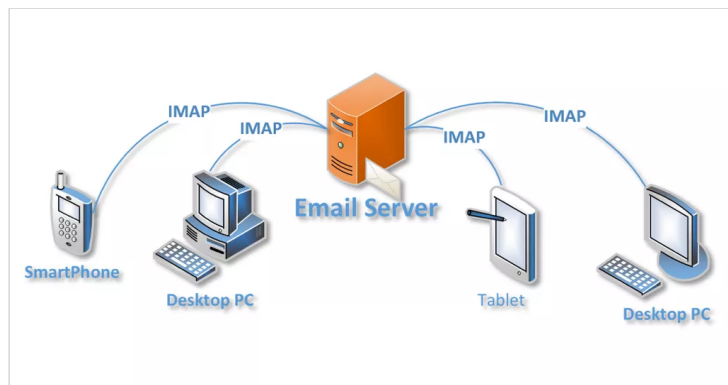 IMAP
IMAP
IMAP
IMAP
Email Server
SmartPhone
Desktop PC
Tablet
Desktop PC